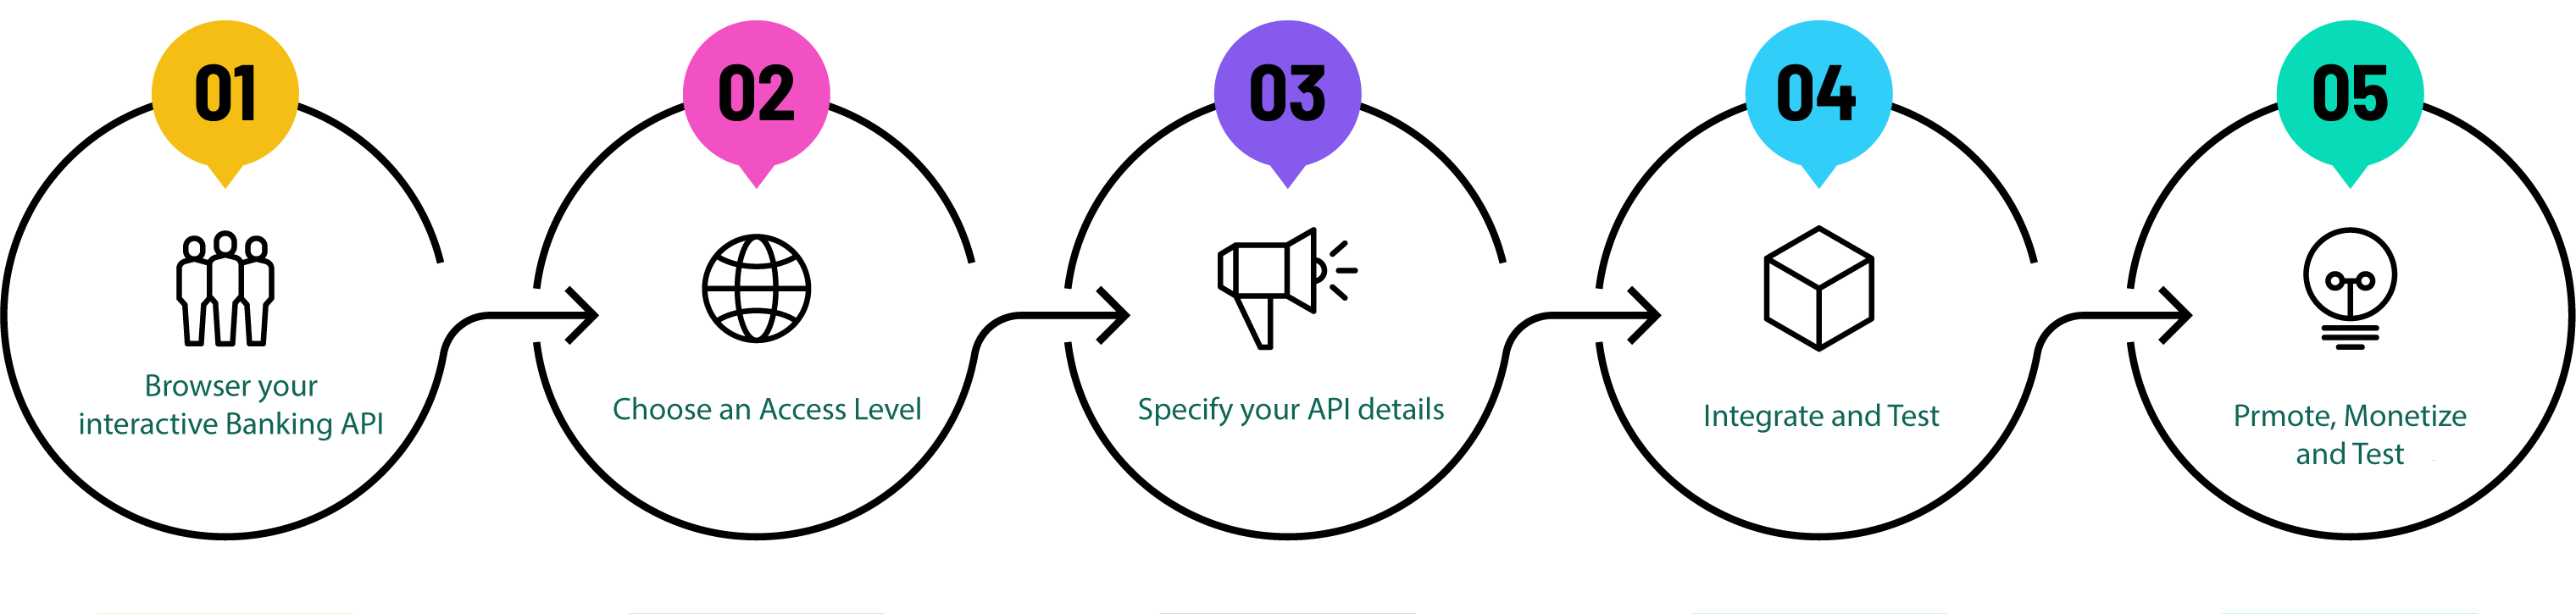 01
Browser your
interactive Banking API
02
Choose an Access Level
03
Specify your API details
04
Integrate and Test
05
Prmote, Monetize
and Test